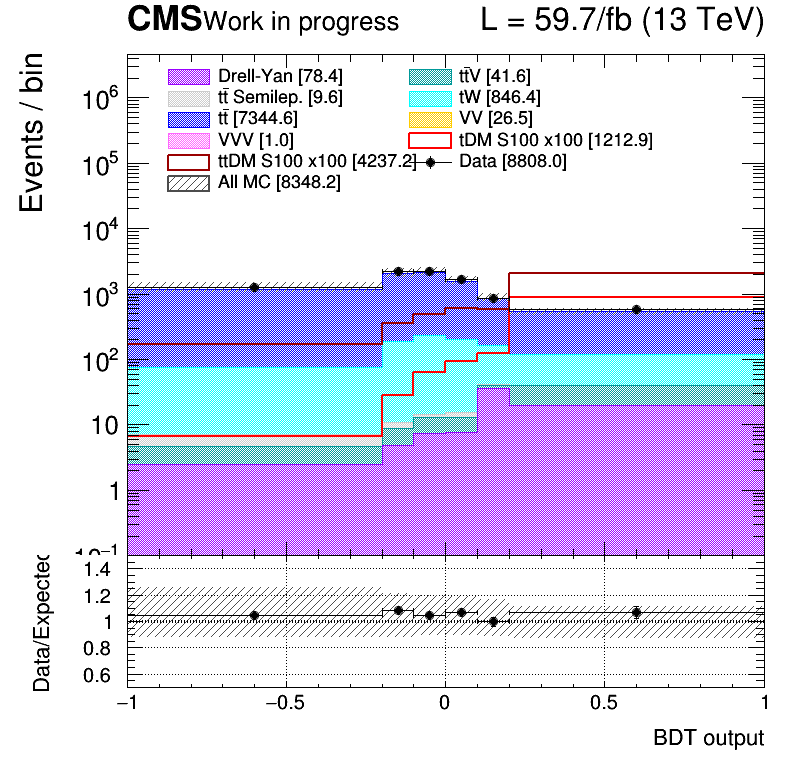 CMS Work in progress L = 59.7/fb (13 TeV)
Events / bin
Drell-Yan [78.4] tt̄V [41.6]
tt̄ Semilep. [9.6] tW [846.4]
tt̄ [7344.6] VV [26.5]
VVV [1.0] tDM S100 x100 [1212.9]
ttDM S100 x100 [4237.2] Data [8808.0]
All MC [8348.2]
10⁶
10⁵
10⁴
10³
10²
10
1
10⁻¹
Data/Expected
1.4
1.2
1
0.8
0.6
−1 −0.5 0 0.5 1
BDT output